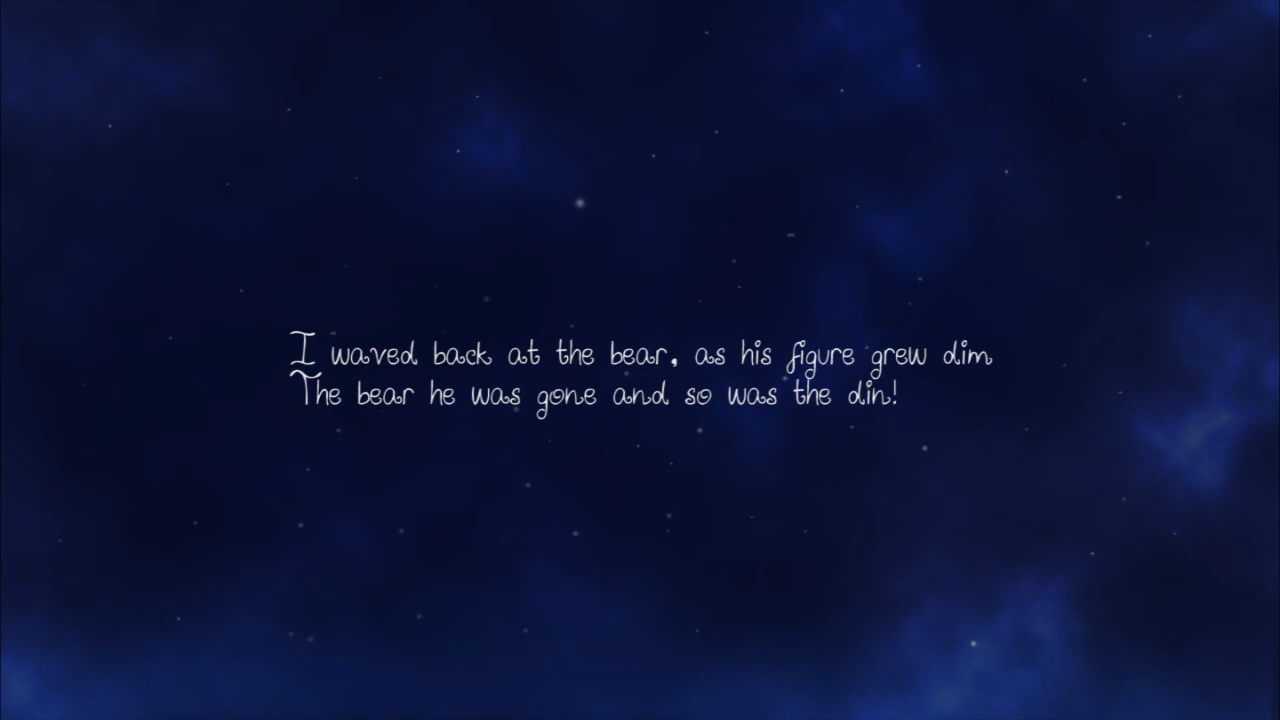 I waved back at the bear, as his figure grew dim
The bear he was gone and so was the din!